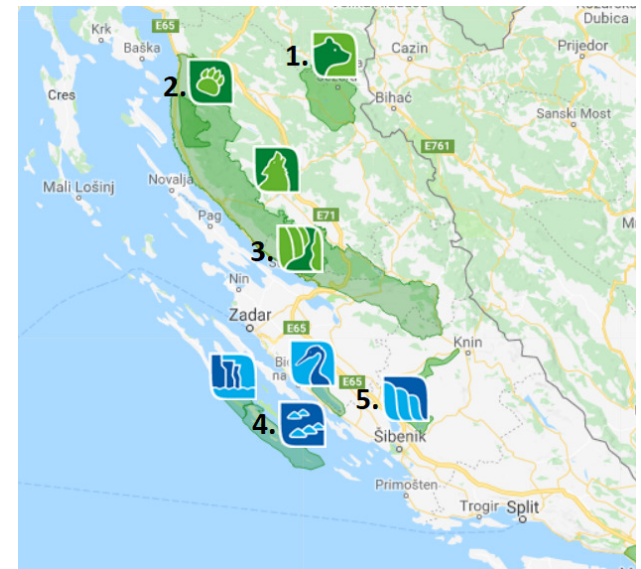 Krk
E65
Dubica
Baška
1.
Cazin
Prijedor
2.
Cres
Bihać
Sanski Most
E761
Mali Lošinj
Novalja
Pag
E71
3.
Nin
Zadar
E65
Knin
E65
5.
4.
Šibenik
Primošten
Trogir
Split